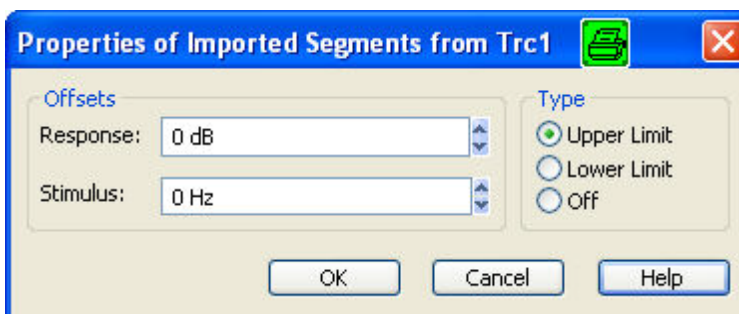 Properties of Imported Segments from Trc1
Offsets
Response:
0 dB
Stimulus:
0 Hz
Type
Upper Limit
Lower Limit
Off
OK
Cancel
Help